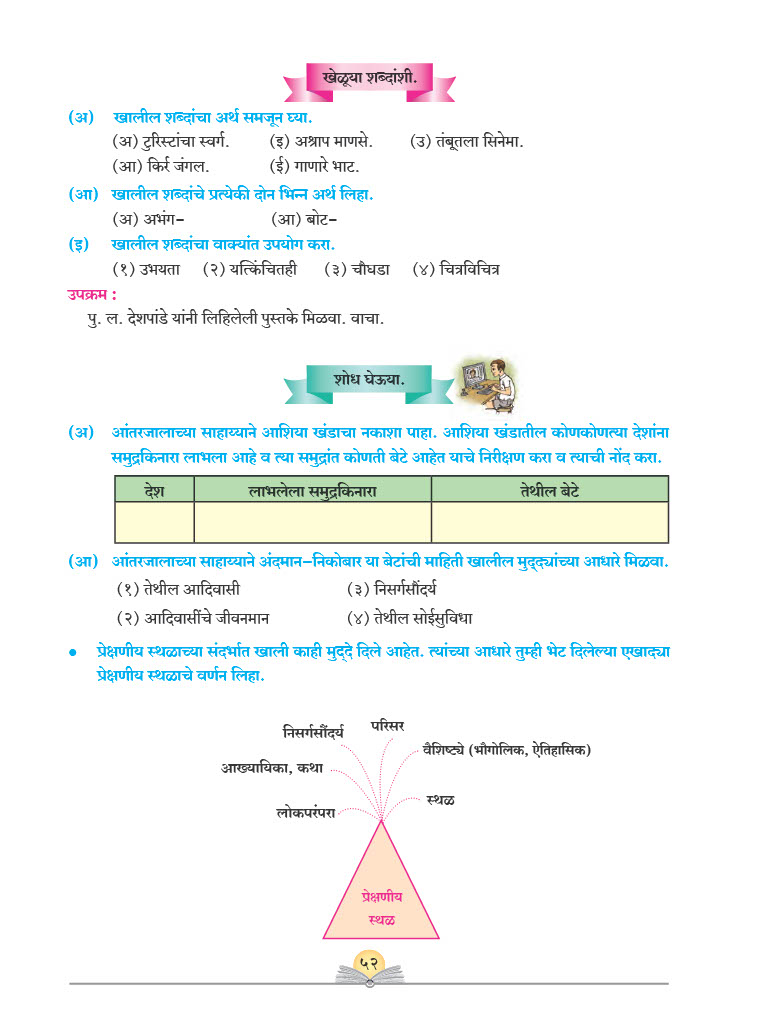 खेळूया शब्दांशी.
(अ) खालील शब्दांचा अर्थ समजून घ्या.
(अ) टुरिस्टांचा स्वर्ग. (इ) अश्राप माणसे. (उ) तंबूतला सिनेमा.
(आ) किर्र जंगल. (ई) गाणारे भाट.
(आ) खालील शब्दांचे प्रत्येकी दोन भिन्न अर्थ लिहा.
(अ) अभंग– (आ) बोट–
(इ) खालील शब्दांचा वाक्यांत उपयोग करा.
(१) उभयता (२) यत्किंचितही (३) चौघडा (४) चित्रविचित्र
उपक्रम :
पु. ल. देशपांडे यांनी लिहिलेली पुस्तके मिळवा. वाचा.
शोध घेऊया.
(अ) आंतरजालाच्या साहाय्याने आशिया खंडाचा नकाशा पाहा. आशिया खंडातील कोणकोणत्या देशांना
समुद्रकिनारा लाभला आहे व त्या समुद्रांत कोणती बेटे आहेत याचे निरीक्षण करा व त्याची नोंद करा.
देश लाभलेला समुद्रकिनारा तेथील बेटे
(आ) आंतरजालाच्या साहाय्याने अंदमान–निकोबार या बेटांची माहिती खालील मुद्द्यांच्या आधारे मिळवा.
(१) तेथील आदिवासी (३) निसर्गसौंदर्य
(२) आदिवासींचे जीवनमान (४) तेथील सोईसुविधा
• प्रेक्षणीय स्थळाच्या संदर्भात खाली काही मुद्दे दिले आहेत. त्यांच्या आधारे तुम्ही भेट दिलेल्या एखाद्या
प्रेक्षणीय स्थळाचे वर्णन लिहा.
निसर्गसौंदर्य परिसर
वैशिष्ट्ये (भौगोलिक, ऐतिहासिक)
आख्यायिका, कथा
स्थळ
लोकपरंपरा
प्रेक्षणीय
स्थळ
५२